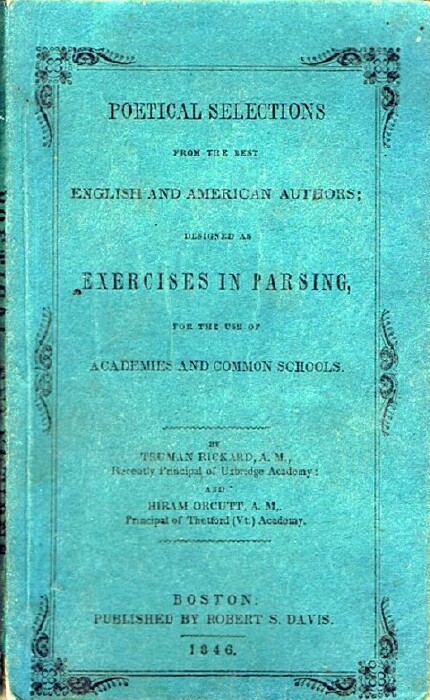 POETICAL SELECTIONS
FROM THE BEST
ENGLISH AND AMERICAN AUTHORS;
DESIGNED AS
EXERCISES IN PARSING,
FOR THE USE OF
ACADEMIES AND COMMON SCHOOLS.
BY
TRUMAN RICKARD, A. M.,
Recently Principal of Uxbridge Academy:
AND
HIRAM ORCUTT, A. M.,
Principal of Thetford (Vt.) Academy.
BOSTON:
PUBLISHED BY ROBERT S. DAVIS.
1846.